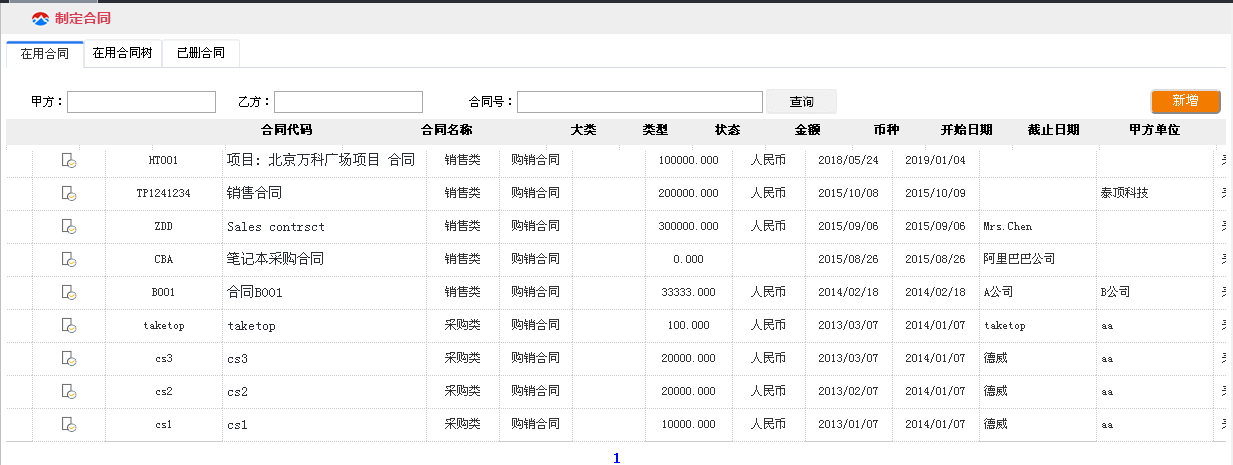 制定合同
在用合同 在用合同树 已删合同
甲方： 乙方： 合同号： 查询 新增
合同代码 合同名称 大类 类型 状态 金额 币种 开始日期 截止日期 甲方单位
HT001 项目：北京万科广场项目 合同 销售类 购销合同 100000.000 人民币 2018/05/24 2019/01/04
TP1241234 销售合同 销售类 购销合同 200000.000 人民币 2015/10/08 2015/10/09 泰顶科技
ZDD Sales contrsct 销售类 购销合同 300000.000 人民币 2015/09/06 2015/09/06 Mrs.Chen
CBA 笔记本采购合同 销售类 购销合同 0.000 2015/08/26 2015/08/26 阿里巴巴公司
B001 合同B001 销售类 购销合同 33333.000 人民币 2014/02/18 2014/02/18 A公司 B公司
taketop taketop 采购类 购销合同 100.000 人民币 2013/03/07 2014/01/07 taketop aa
cs3 cs3 采购类 购销合同 20000.000 人民币 2013/03/07 2014/01/07 德威 aa
cs2 cs2 采购类 购销合同 20000.000 人民币 2013/02/07 2014/01/07 德威 aa
cs1 cs1 采购类 购销合同 10000.000 人民币 2013/01/07 2014/01/07 德威 aa
1